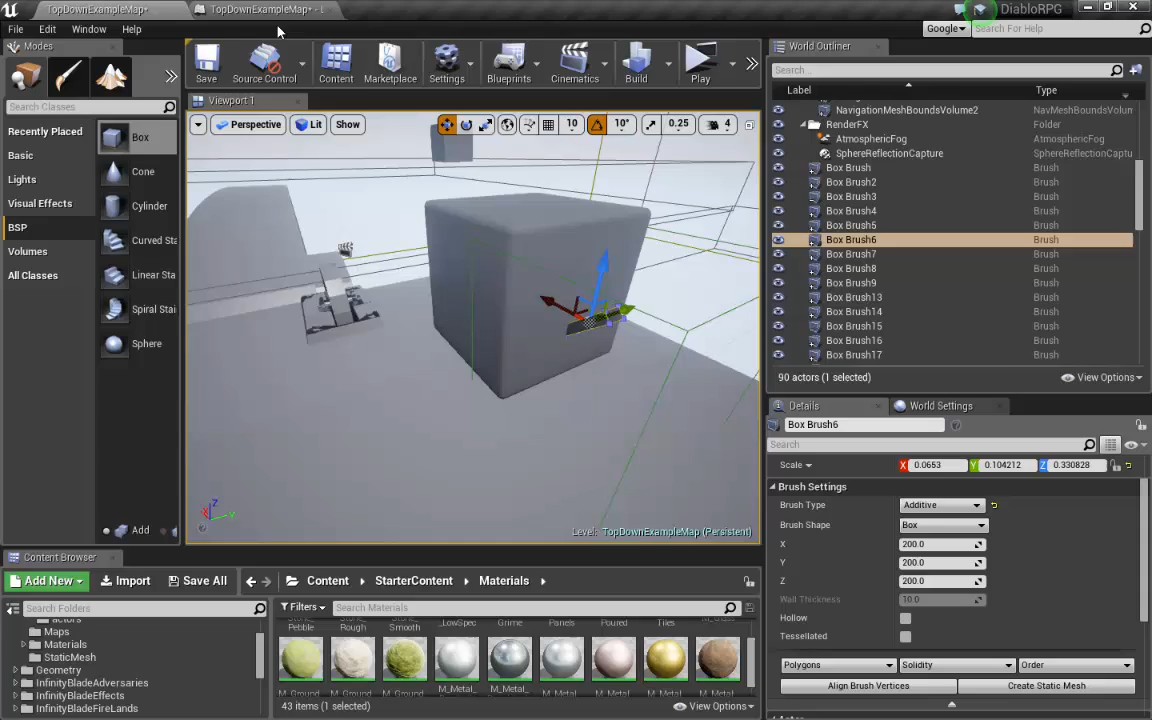 TopDownExampleMap*
TopDownExampleMap* - L
DiabloRPG
File
Edit
Window
Help
Google
Search For Help
Modes
Search Classes
Recently Placed
Basic
Lights
Visual Effects
BSP
Volumes
All Classes
Box
Cone
Cylinder
Curved Sta
Linear Sta
Spiral Stai
Sphere
Add
Save
Source Control
Content
Marketplace
Settings
Blueprints
Cinematics
Build
Play
Viewport 1
Perspective
Lit
Show
10
10°
0.25
4
Level: TopDownExampleMap (Persistent)
World Outliner
Search...
Label
Type
NavigationMeshBoundsVolume2
NavMeshBoundsVolum
RenderFX
Folder
AtmosphericFog
AtmosphericFog
SphereReflectionCapture
SphereReflectionCaptu
Box Brush
Brush
Box Brush2
Brush
Box Brush3
Brush
Box Brush4
Brush
Box Brush5
Brush
Box Brush6
Brush
Box Brush7
Brush
Box Brush8
Brush
Box Brush9
Brush
Box Brush13
Brush
Box Brush14
Brush
Box Brush15
Brush
Box Brush16
Brush
Box Brush17
Brush
90 actors (1 selected)
View Options
Details
World Settings
Box Brush6
Search
Scale
X 0.0653
Y 0.104212
Z 0.330828
Brush Settings
Brush Type
Additive
Brush Shape
Box
X
200.0
Y
200.0
Z
200.0
Wall Thickness
10.0
Hollow
Tessellated
Polygons
Solidity
Order
Align Brush Vertices
Create Static Mesh
Content Browser
Add New
Import
Save All
Content
StarterContent
Materials
Search Folders
Maps
Materials
StaticMesh
Geometry
InfinityBladeAdversaries
InfinityBladeEffects
InfinityBladeFireLands
Filters
Search Materials
Pebble
Rough
Smooth
_LowSpec
Grime
Panels
Poured
Tiles
M_Ground_
M_Ground
M_Ground_
M_Metal_
M_Metal_
M_Metal
M_Metal
M_Metal
43 items (1 selected)
View Options